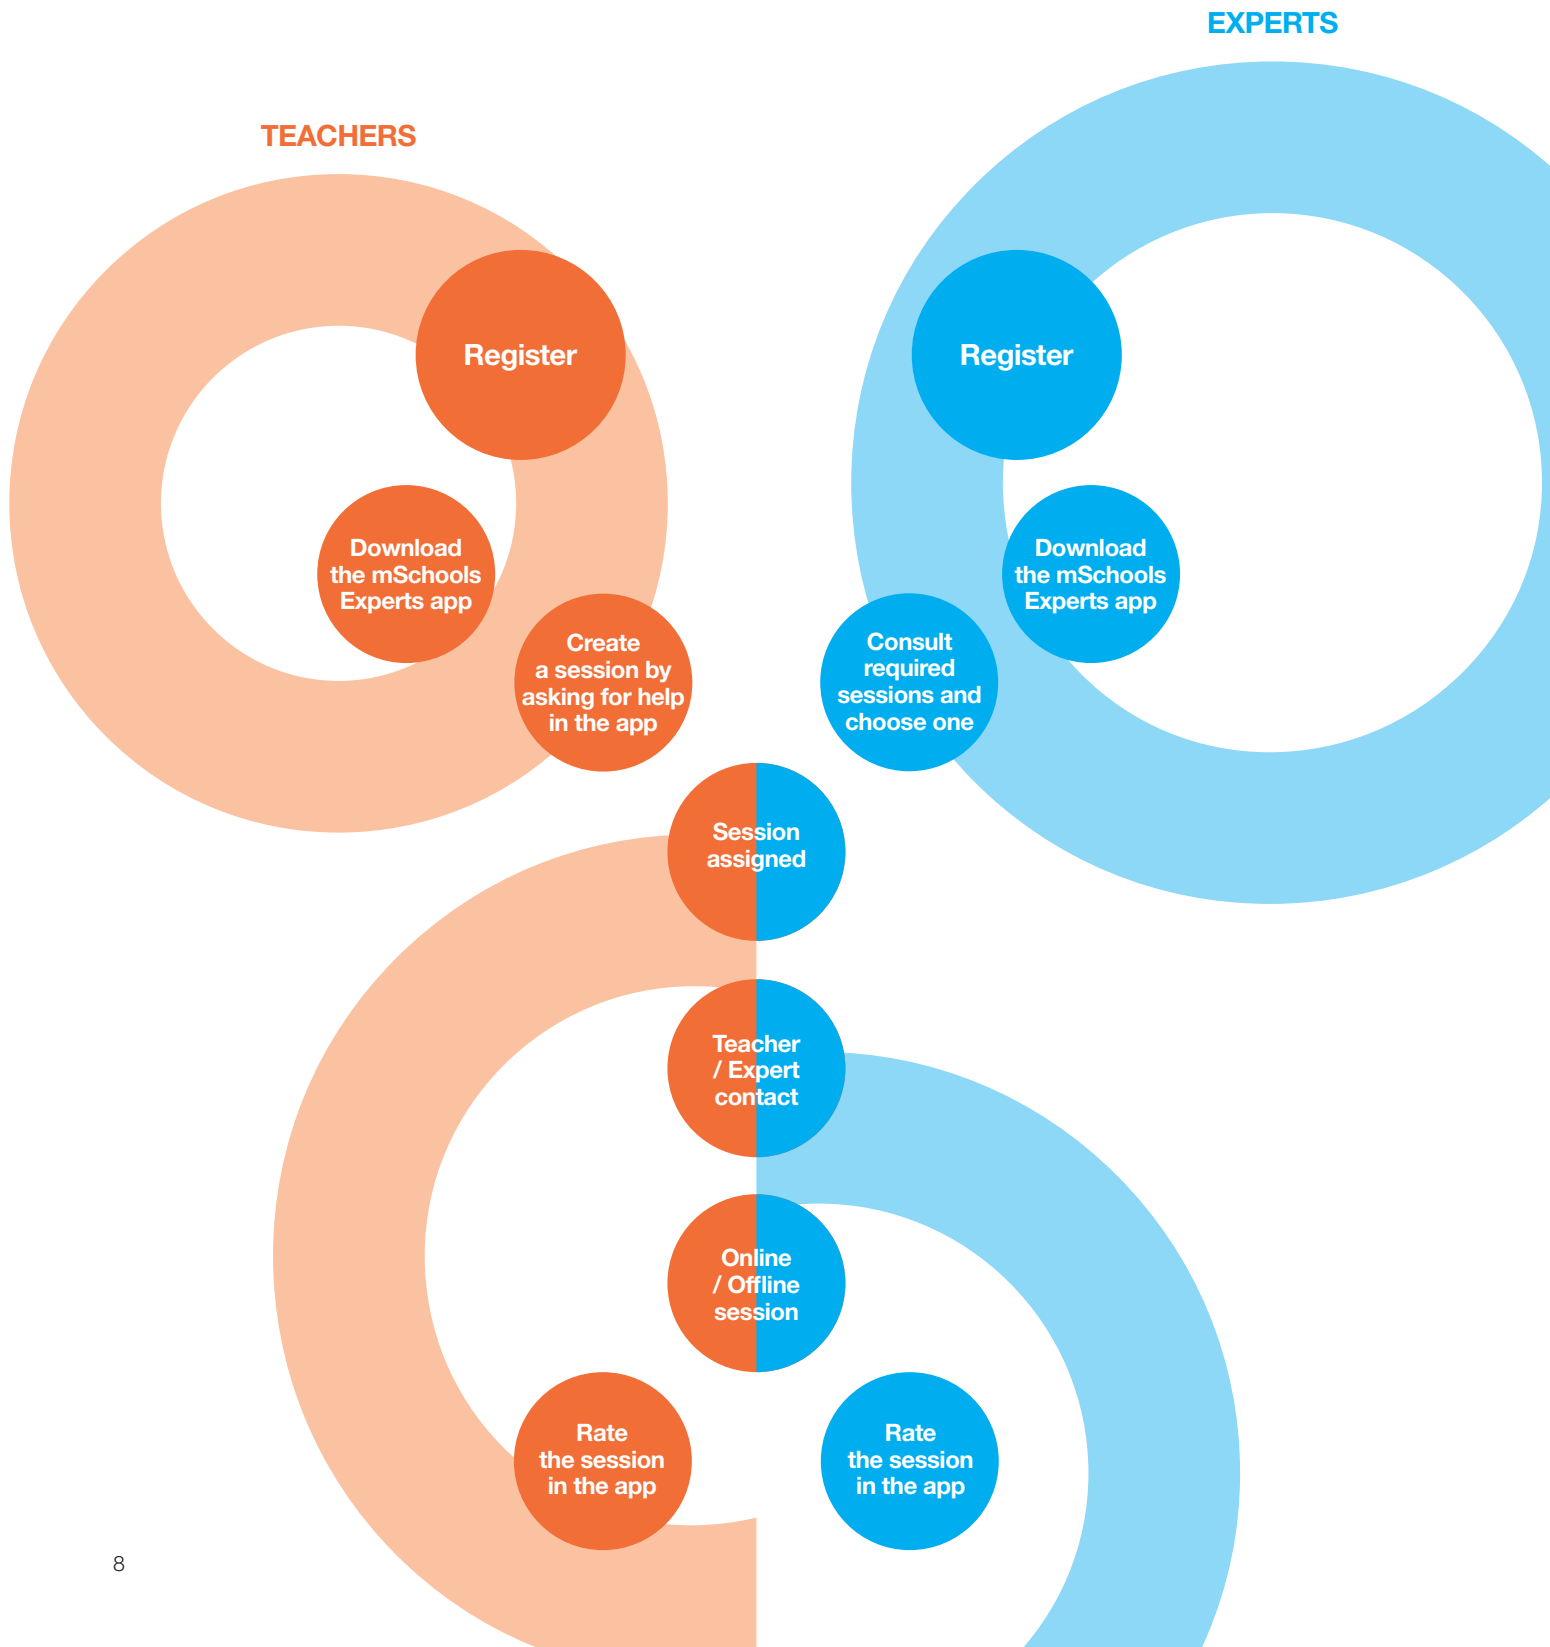 EXPERTS
TEACHERS
Register
Register
Download
the mSchools
Experts app
Download
the mSchools
Experts app
Create
a session by
asking for help
in the app
Consult
required
sessions and
choose one
Session
assigned
Teacher
/ Expert
contact
Online
/ Offline
session
Rate
the session
in the app
Rate
the session
in the app
8